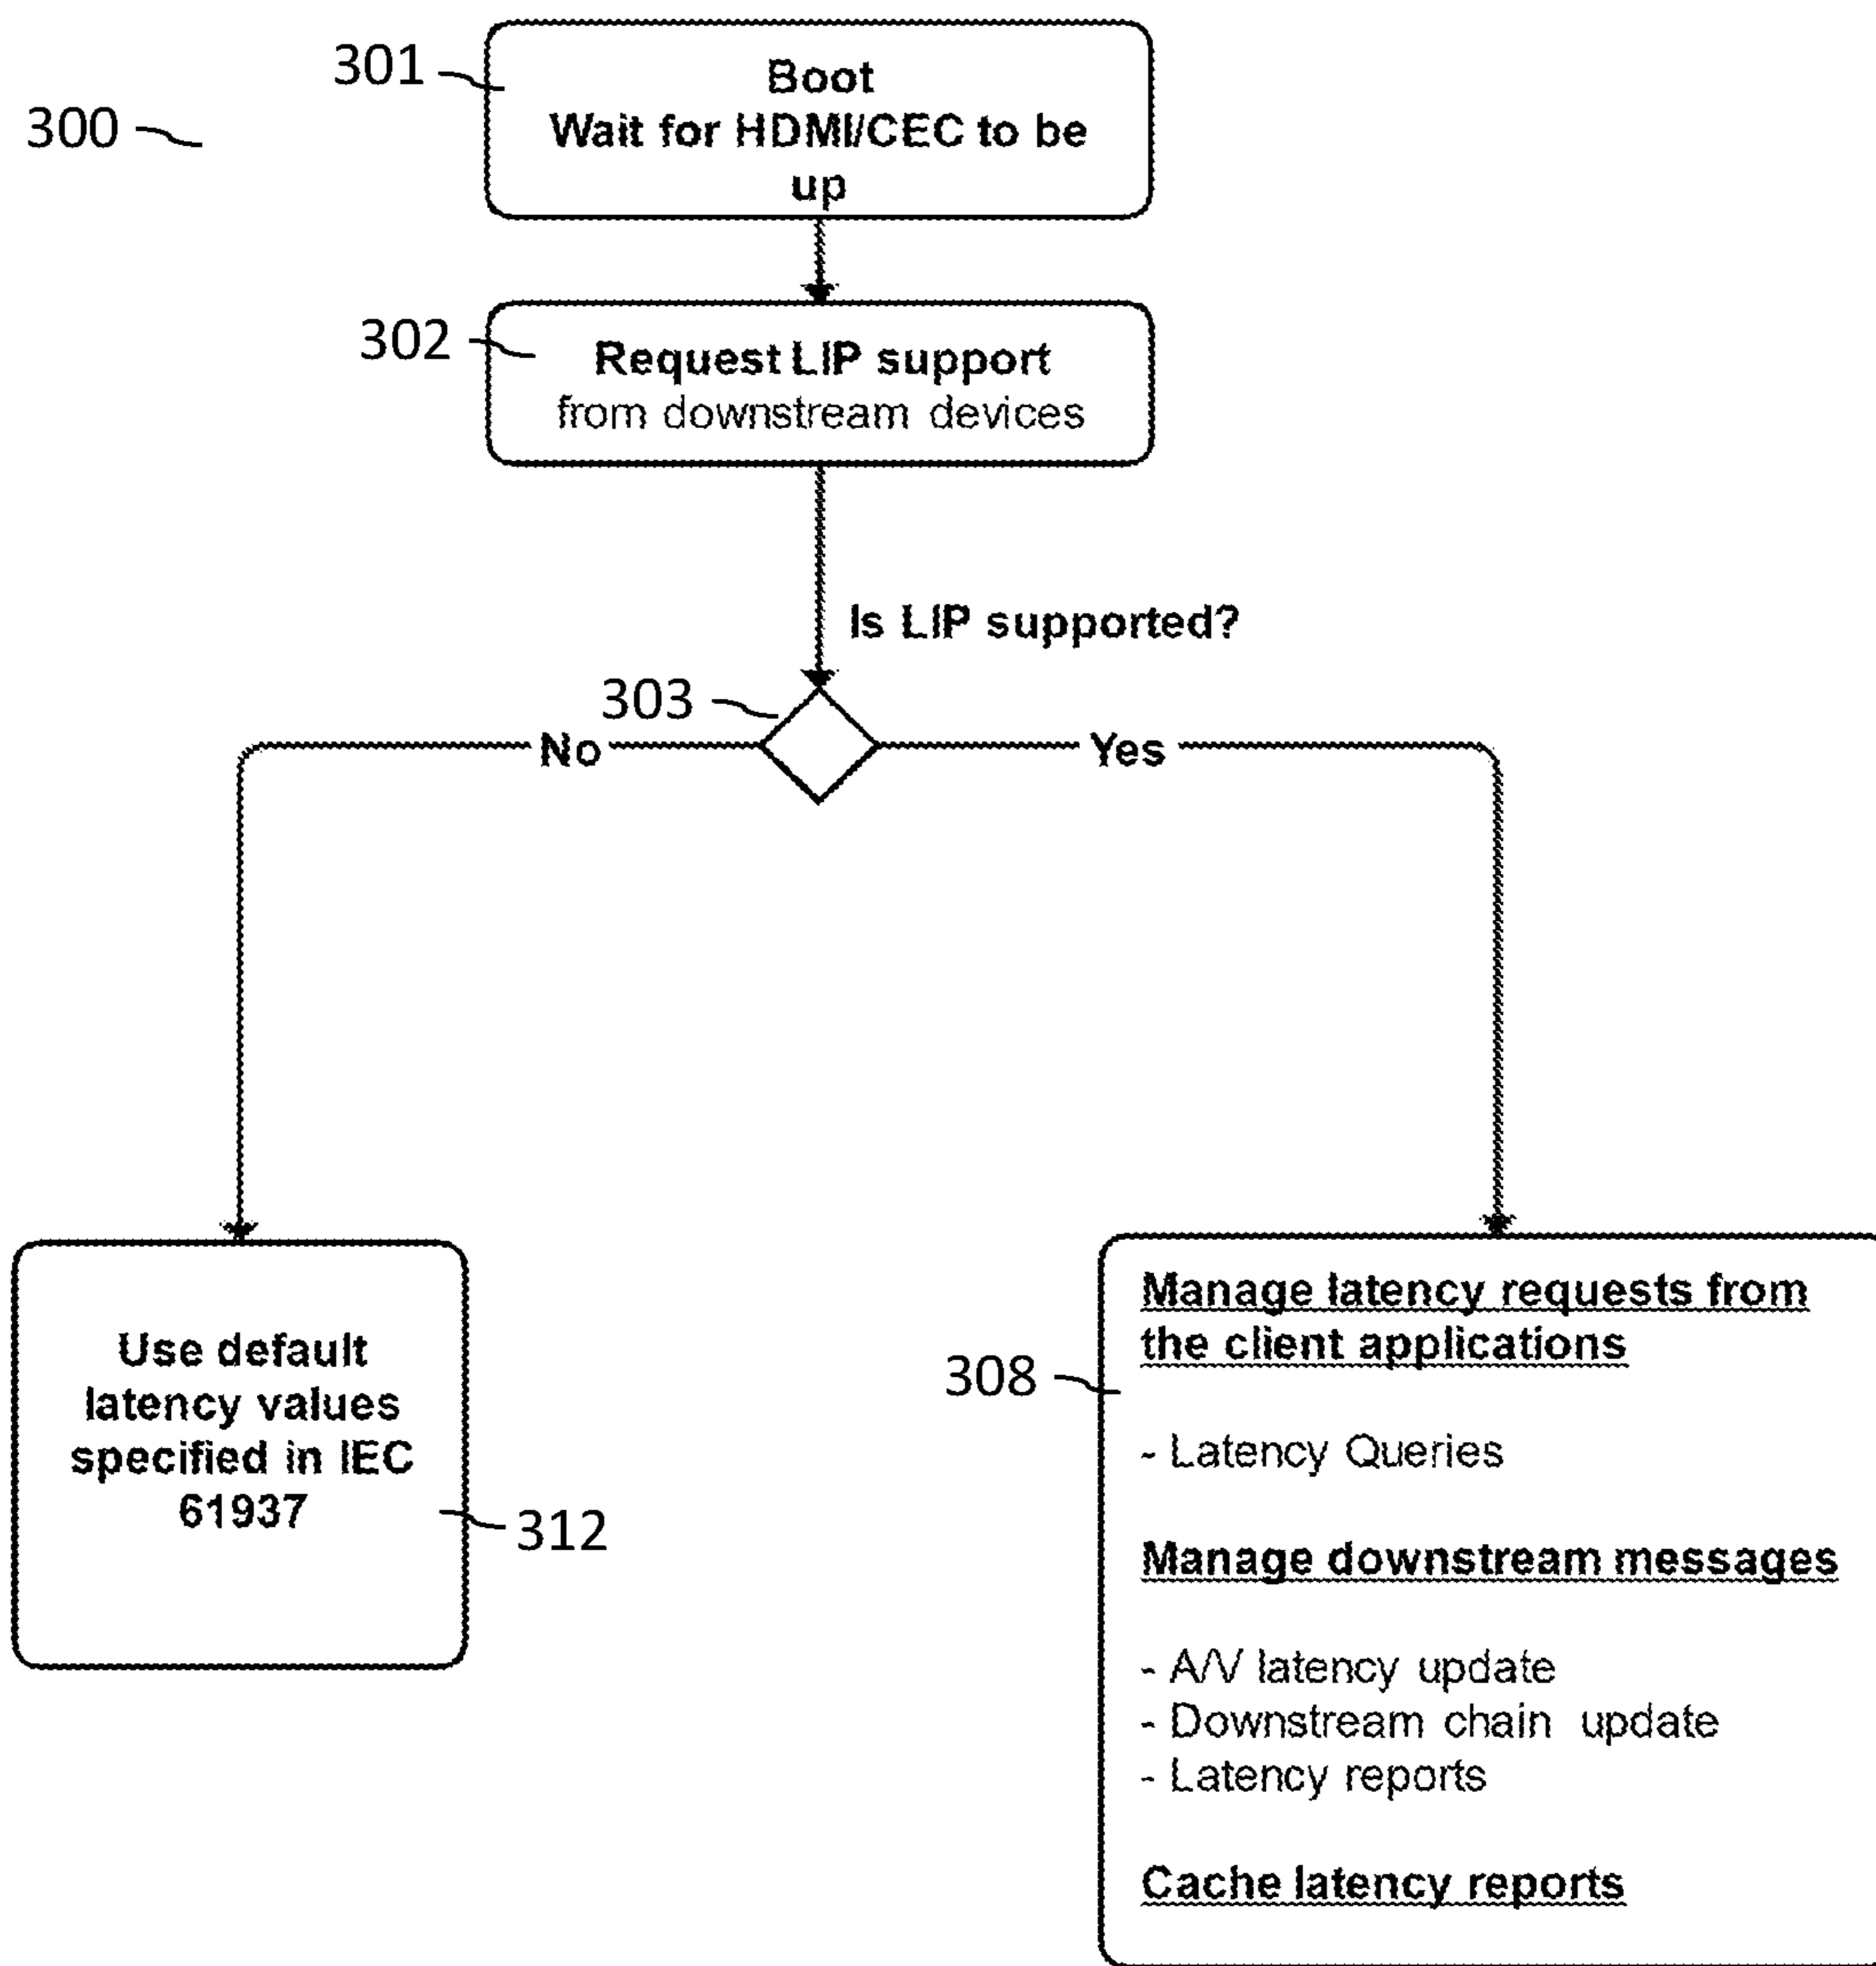 301
Boot
Wait for HDMI/CEC to be
up
300
302
Request LIP support
from downstream devices
Is LIP supported?
303
No
Yes
Use default
latency values
specified in IEC
61937
312
308
Manage latency requests from
the client applications
- Latency Queries
Manage downstream messages
- A/V latency update
- Downstream chain update
- Latency reports
Cache latency reports